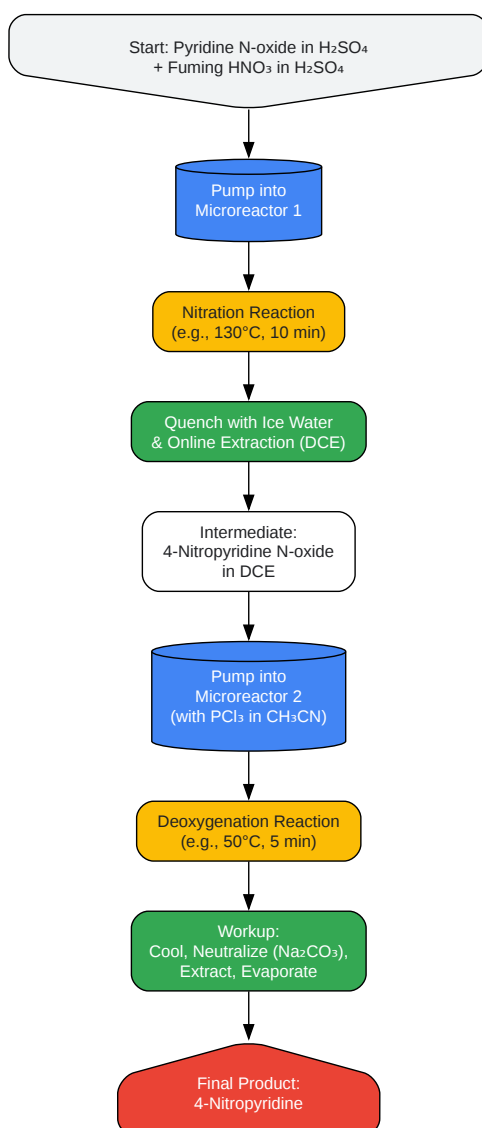 Start: Pyridine N-oxide in H₂SO₄
+ Fuming HNO₃ in H₂SO₄
Pump into
Microreactor 1
Nitration Reaction
(e.g., 130°C, 10 min)
Quench with Ice Water
& Online Extraction (DCE)
Intermediate:
4-Nitropyridine N-oxide
in DCE
Pump into
Microreactor 2
(with PCl₃ in CH₃CN)
Deoxygenation Reaction
(e.g., 50°C, 5 min)
Workup:
Cool, Neutralize (Na₂CO₃),
Extract, Evaporate
Final Product:
4-Nitropyridine